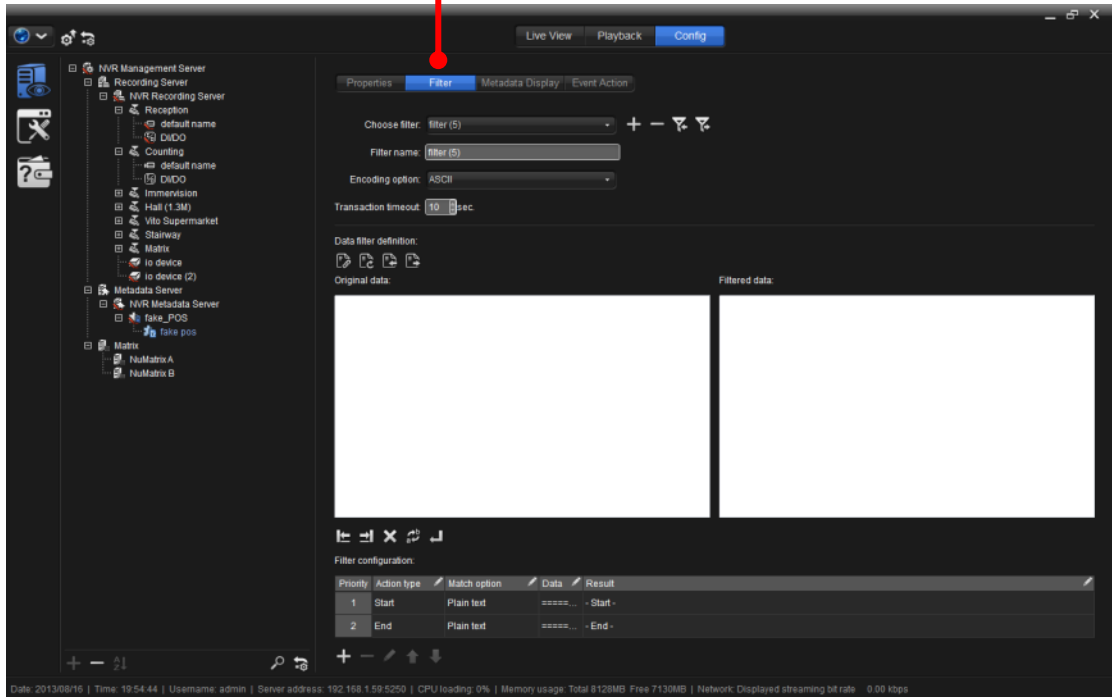 Live View Playback Config
NVR Management Server
Recording Server
NVR Recording Server
Reception
default name
DI/DO
Counting
default name
DI/DO
Immervision
Hall (1.3M)
Vito Supermarket
Stairway
Matrix
io device
io device (2)
Metadata Server
NVR Metadata Server
fake_POS
fake pos
Matrix
NuMatrix A
NuMatrix B
Properties Filter Metadata Display Event Action
Choose filter: filter (5)
Filter name: filter (5)
Encoding option: ASCII
Transaction timeout: 10 sec.
Data filter definition:
Original data: Filtered data:
Filter configuration:
Priority Action type Match option Data Result
1 Start Plain text =====... - Start -
2 End Plain text =====... - End -
Date: 2013/08/16 | Time: 19:54:44 | Username: admin | Server address: 192.168.1.59:5250 | CPU loading: 0% | Memory usage: Total 8128MB Free 7130MB | Network: Displayed streaming bit rate 0.00 kbps